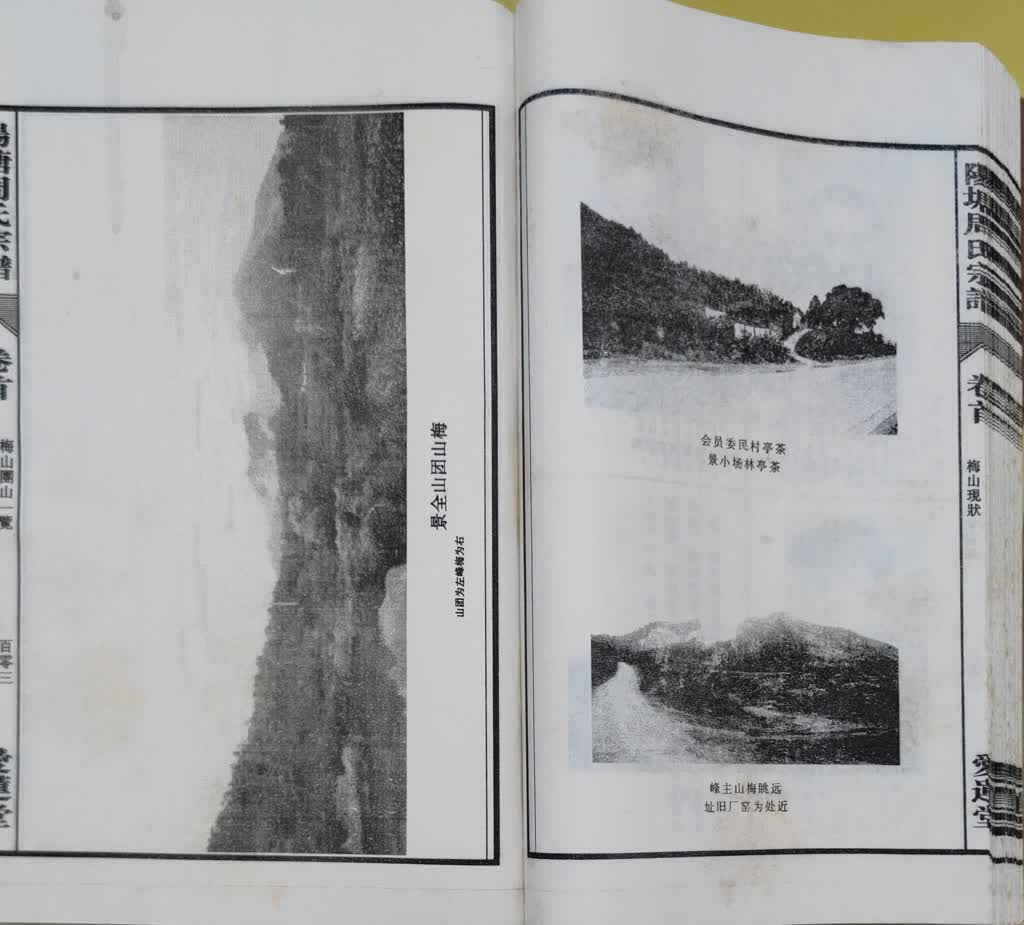 陽塘周氏宗譜
卷首
梅山現狀
愛蓮堂
茶亭村民委员会
茶亭林场小景
远眺梅山主峰
近处为窑厂旧址
梅山团山全景
右为梅峰左为团山
陽塘周氏宗譜
卷首
梅山團山一覽
百零三
愛蓮堂